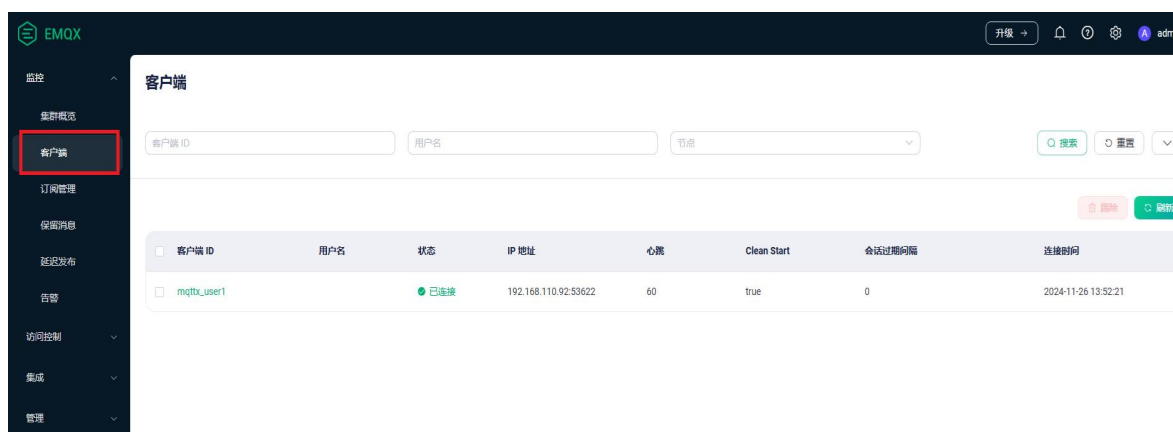 EMQX
升级 →
A adm
监控
集群概览
客户端
订阅管理
保留消息
延迟发布
告警
访问控制
集成
管理
客户端
客户端 ID
用户名
节点
搜索
重置
删除
刷新
客户端 ID 用户名 状态 IP 地址 心跳 Clean Start 会话过期间隔 连接时间
mqttx_user1 已连接 192.168.110.92:53622 60 true 0 2024-11-26 13:52:21